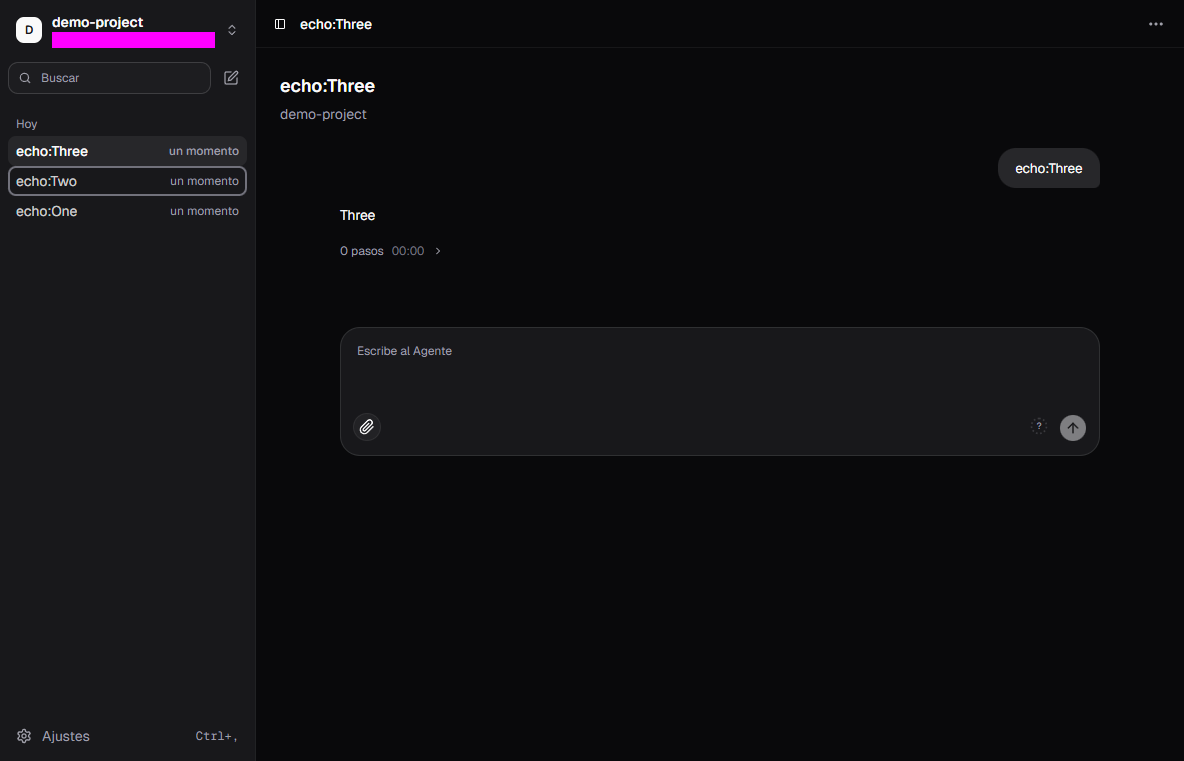 D
demo-project
Buscar
Hoy
echo:Three un momento
echo:Two un momento
echo:One un momento
Ajustes Ctrl+,
echo:Three
echo:Three
demo-project
echo:Three
Three
0 pasos 00:00
Escribe al Agente
?